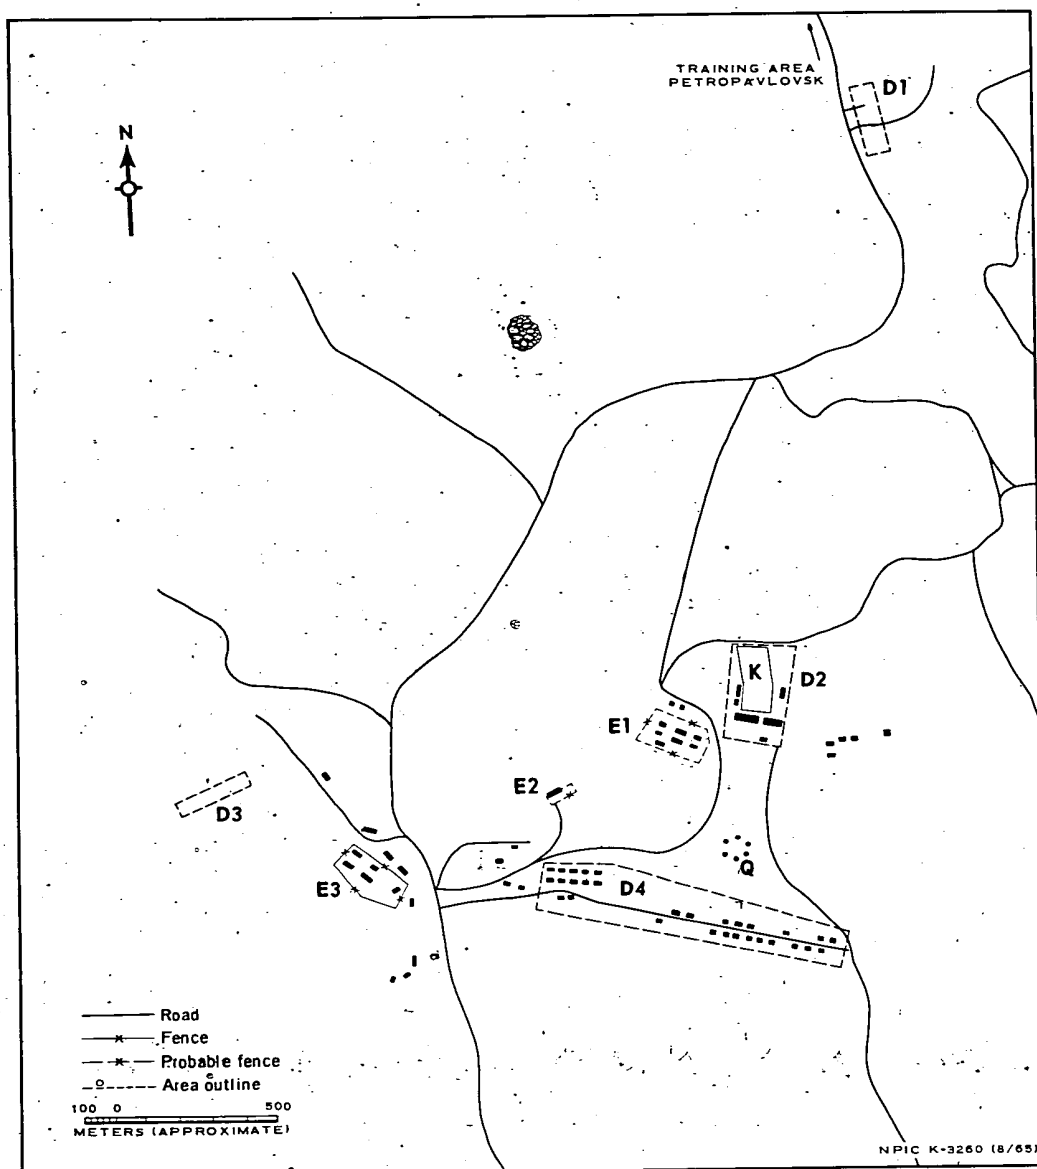 TRAINING AREA
PETROPAVLOVSK
D1
N
K
D2
E1
E2
D3
Q
E3
D4
Road
Fence
Probable fence
Area outline
100 0 500
METERS (APPROXIMATE)
NPIC K-3260 (8/65)